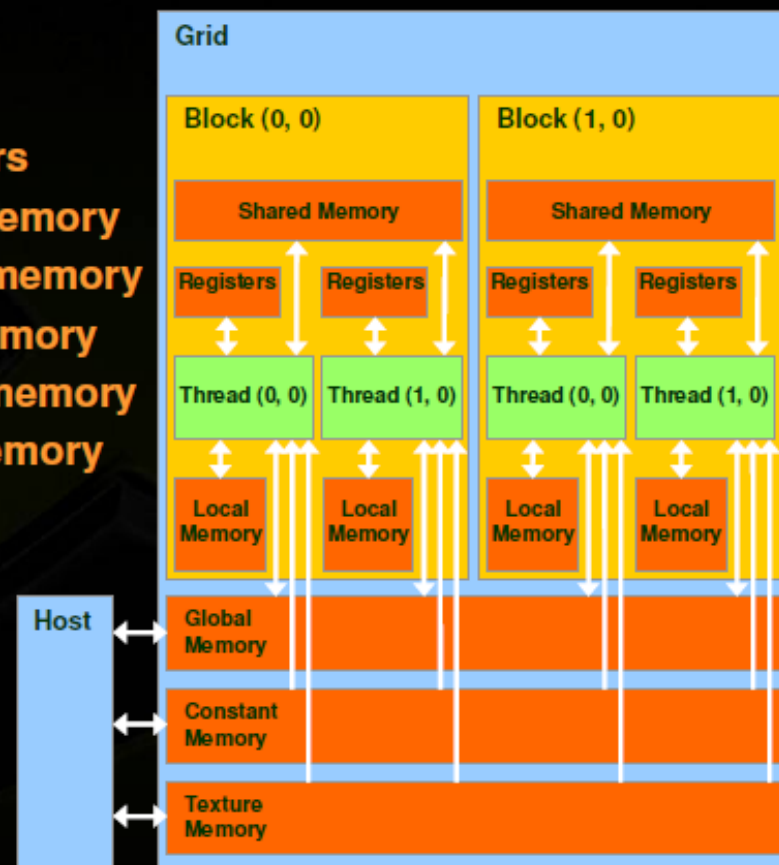 Grid
Block (0, 0)
Block (1, 0)
rs
emory
memory
mory
memory
emory
Shared Memory
Shared Memory
Registers
Registers
Registers
Registers
Thread (0, 0)
Thread (1, 0)
Thread (0, 0)
Thread (1, 0)
Local
Memory
Local
Memory
Local
Memory
Local
Memory
Host
Global
Memory
Constant
Memory
Texture
Memory